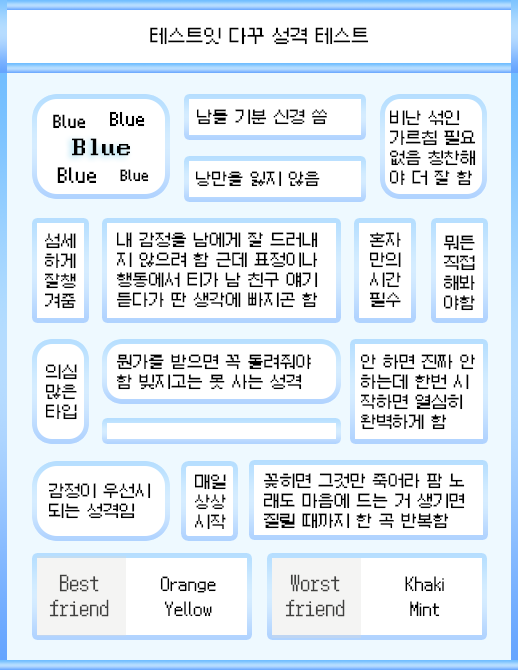 테스트잇 다꾸 성격 테스트
Blue Blue
Blue
Blue Blue
남들 기분 신경 씀
낭만을 잃지 않음
비난 섞인
가르침 필요
없음 칭찬해
야 더 잘 함
섬세
하게
잘챙
겨줌
내 감정을 남에게 잘 드러내
지 않으려 함 근데 표정이나
행동에서 티가 남 친구 얘기
듣다가 딴 생각에 빠지곤 함
혼자
만의
시간
필수
뭐든
직접
해봐
야함
의심
많은
타입
뭔가를 받으면 꼭 돌려줘야
함 빚지고는 못 사는 성격
안 하면 진짜 안
하는데 한번 시
작하면 열심히
완벽하게 함
감정이 우선시
되는 성격임
매일
상상
시작
꽂히면 그것만 죽어라 팜 노
래도 마음에 드는 거 생기면
질릴 때까지 한 곡 반복함
Best
friend
Orange
Yellow
Worst
friend
Khaki
Mint